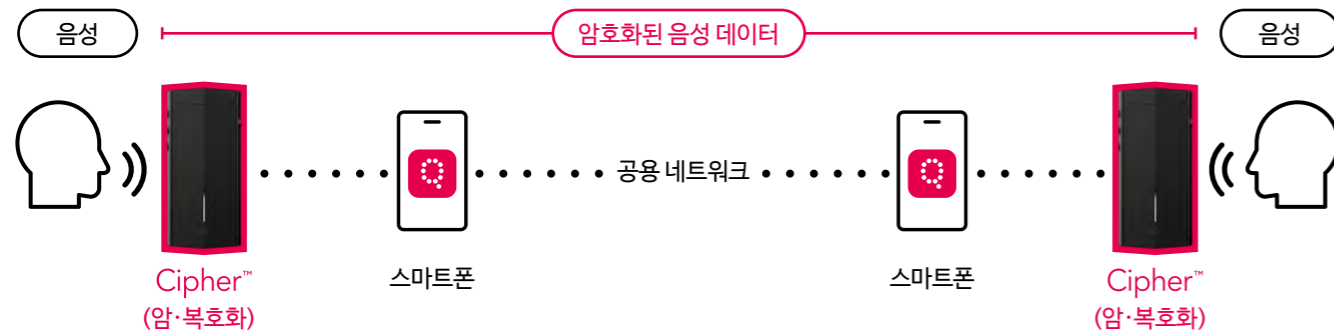 음성
암호화된 음성 데이터
음성
공용 네트워크
Cipher™
(암·복호화)
스마트폰
스마트폰
Cipher™
(암·복호화)